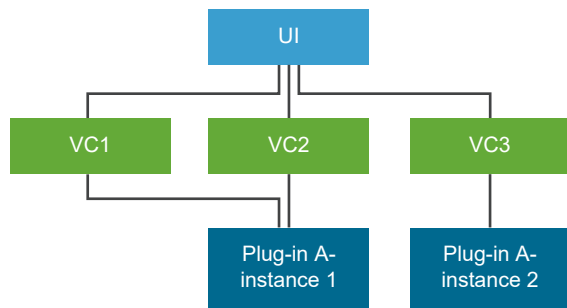 UI
VC1
VC2
VC3
Plug-in A-
instance 1
Plug-in A-
instance 2